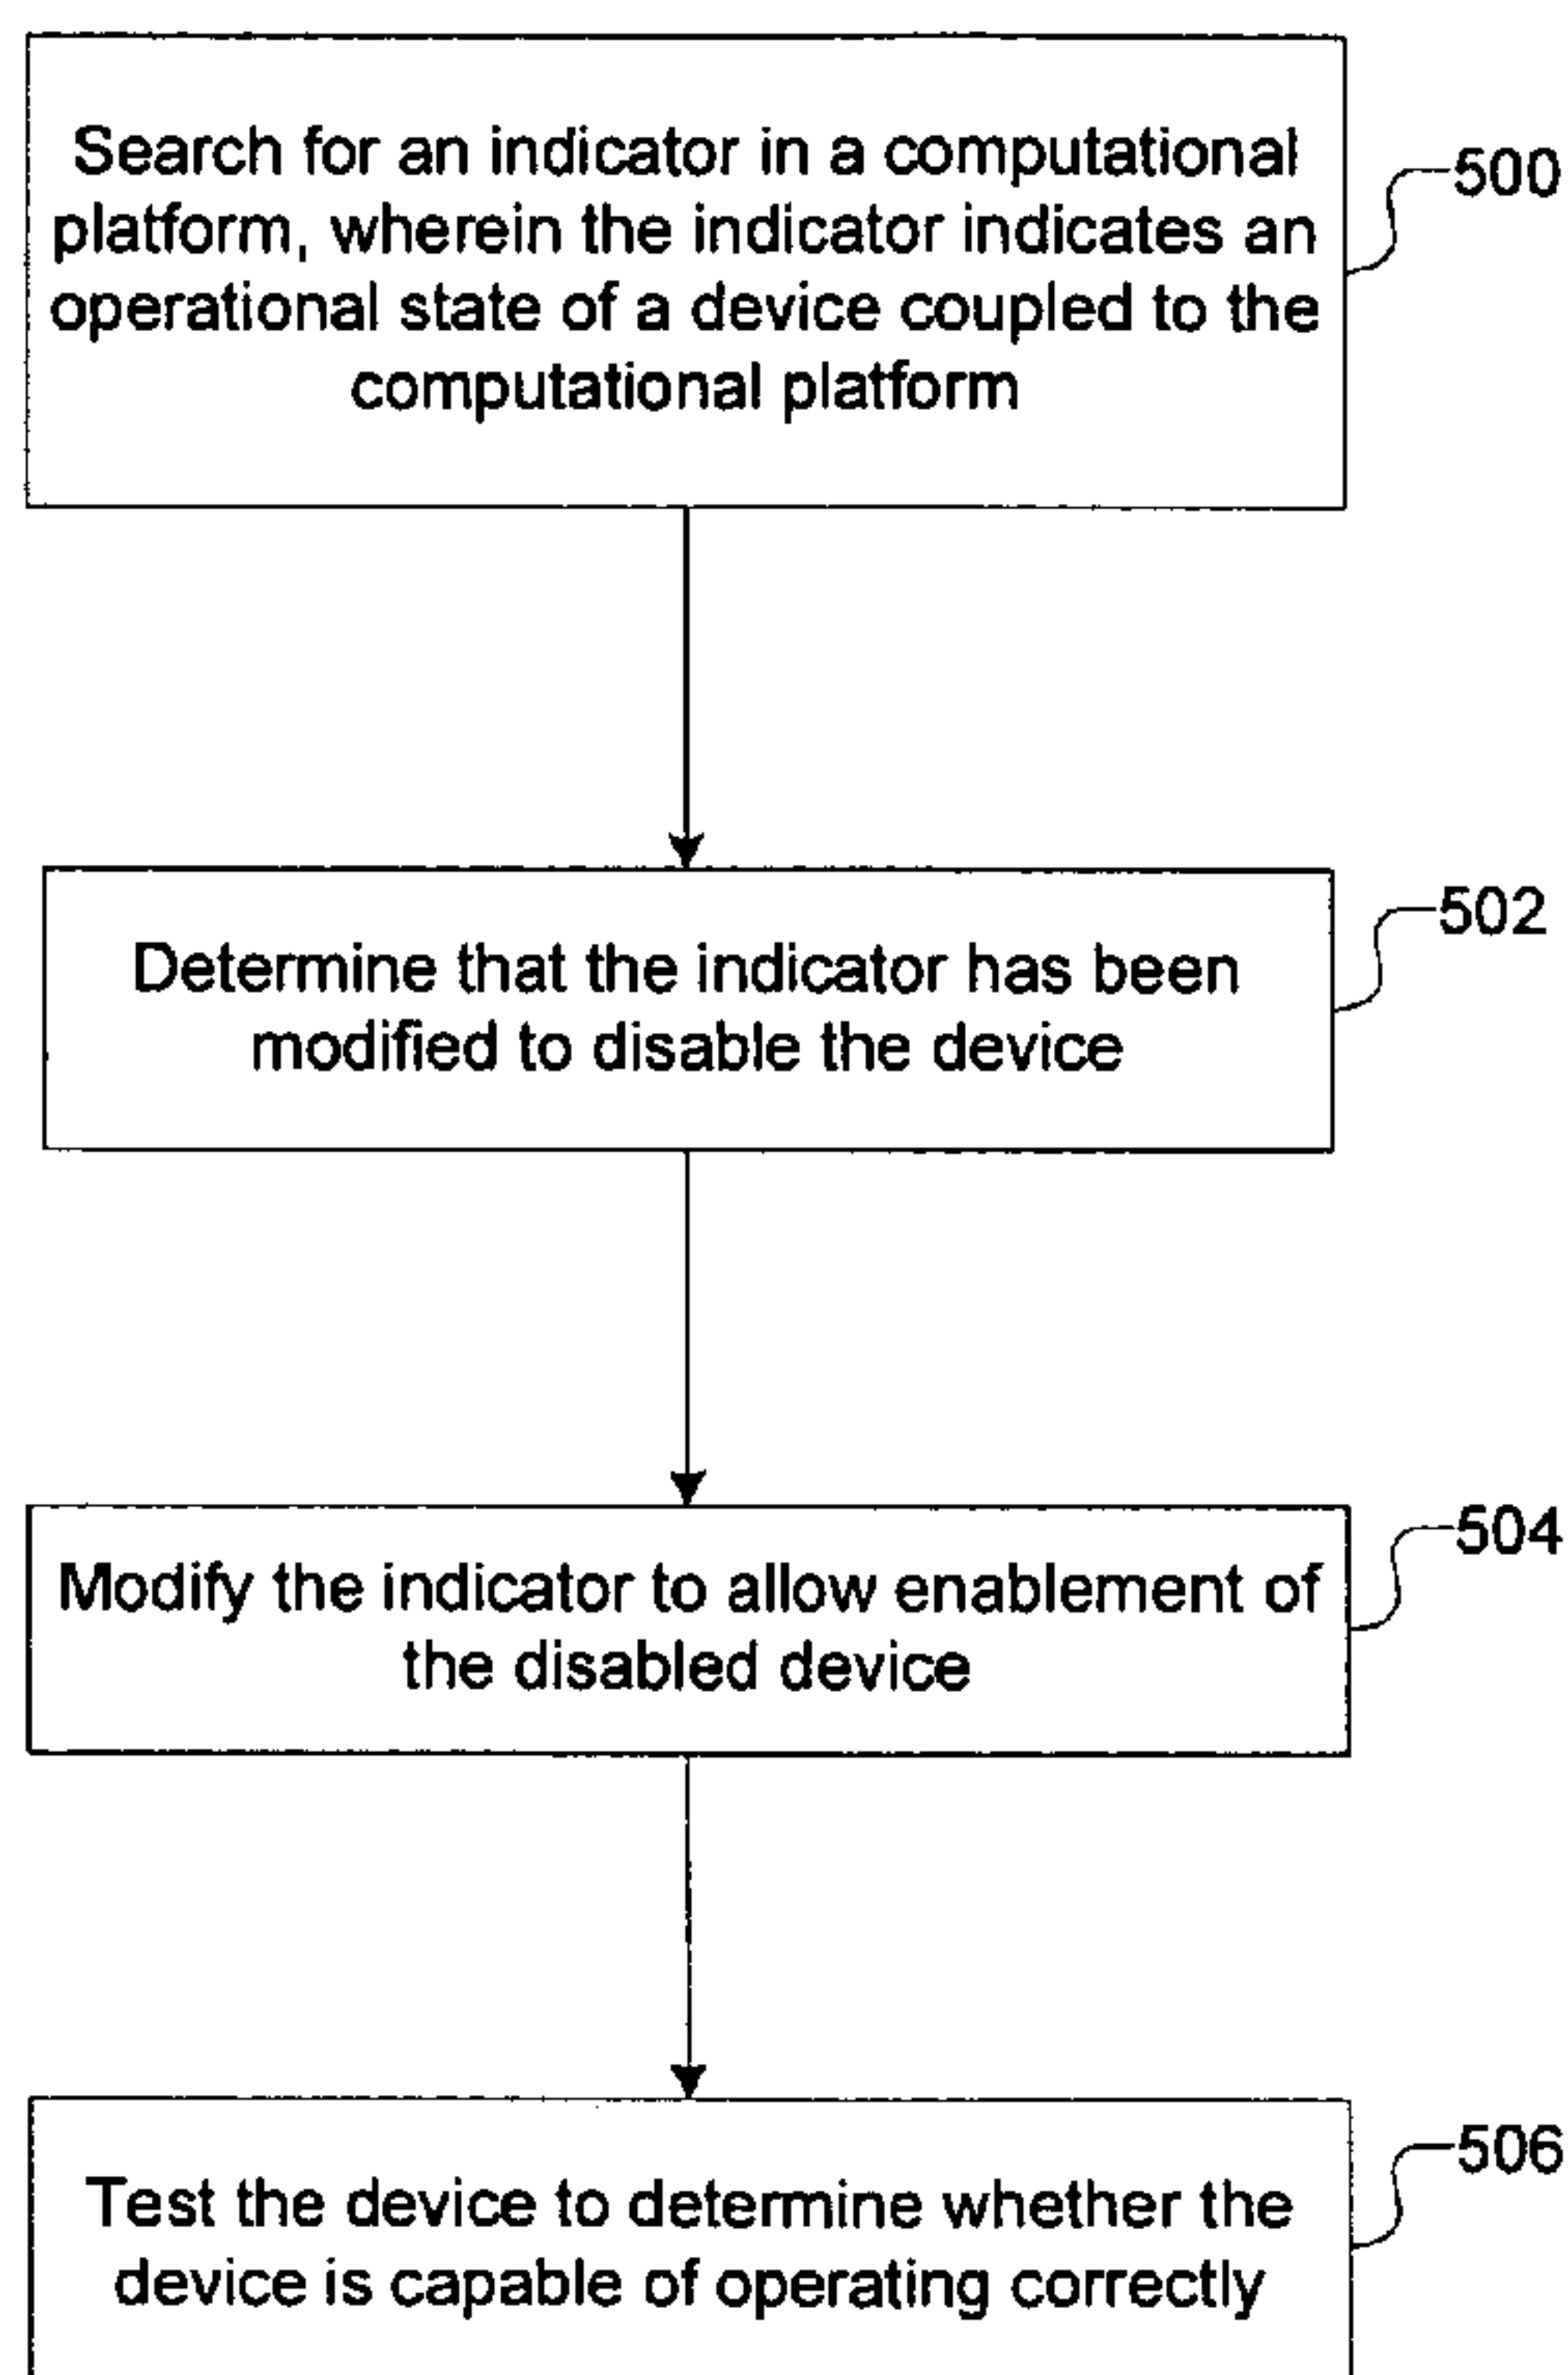 Search for an indicator in a computational
platform, wherein the indicator indicates an
operational state of a device coupled to the
computational platform
500
Determine that the indicator has been
modified to disable the device
502
Modify the indicator to allow enablement of
the disabled device
504
Test the device to determine whether the
device is capable of operating correctly
506